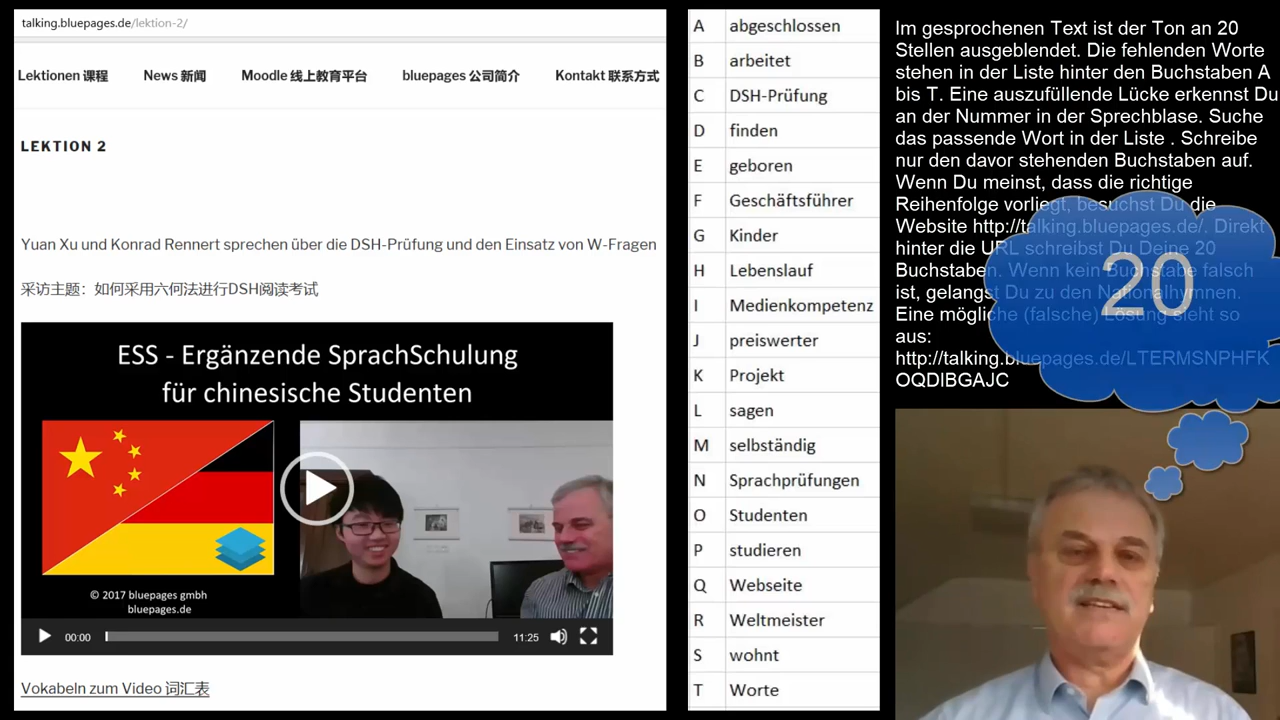 talking.bluepages.de/lektion-2/
Lektionen 课程 News 新闻 Moodle 线上教育平台 bluepages 公司简介 Kontakt 联系方式
LEKTION 2
Yuan Xu und Konrad Rennert sprechen über die DSH-Prüfung und den Einsatz von W-Fragen
采访主题：如何采用六何法进行DSH阅读考试
ESS - Ergänzende SprachSchulung
für chinesische Studenten
© 2017 bluepages gmbh
bluepages.de
00:00 11:25
Vokabeln zum Video 词汇表
A abgeschlossen
B arbeitet
C DSH-Prüfung
D finden
E geboren
F Geschäftsführer
G Kinder
H Lebenslauf
I Medienkompetenz
J preiswerter
K Projekt
L sagen
M selbständig
N Sprachprüfungen
O Studenten
P studieren
Q Webseite
R Weltmeister
S wohnt
T Worte
Im gesprochenen Text ist der Ton an 20
Stellen ausgeblendet. Die fehlenden Worte
stehen in der Liste hinter den Buchstaben A
bis T. Eine auszufüllende Lücke erkennst Du
an der Nummer in der Sprechblase. Suche
das passende Wort in der Liste . Schreibe
nur den davor stehenden Buchstaben auf.
Wenn Du meinst, dass die richtige
Reihenfolge vorliegt, besuchst Du die
Website http://talking.bluepages.de/. Direkt
hinter die URL schreibst Du Deine 20
Buchstaben. Wenn kein Buchstabe falsch
ist, gelangst Du zu den Nationalhymnen.
Eine mögliche (falsche) Lösung sieht so
aus:
http://talking.bluepages.de/LTERMSNPHFK
OQDIBGAJC
20